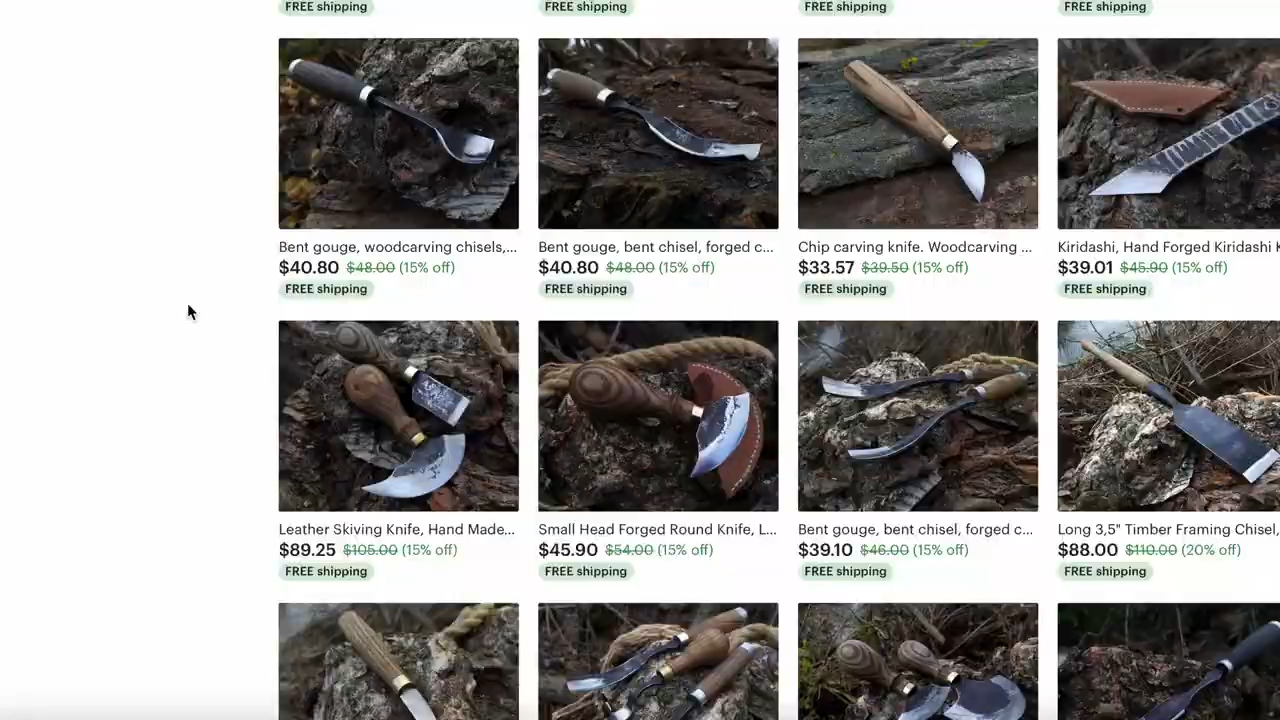 FREE shipping FREE shipping FREE shipping FREE shipping
Bent gouge, woodcarving chisels,... Bent gouge, bent chisel, forged c... Chip carving knife. Woodcarving ... Kiridashi, Hand Forged Kiridashi K
$40.80 $48.00 (15% off) $40.80 $48.00 (15% off) $33.57 $39.50 (15% off) $39.01 $45.90 (15% off)
FREE shipping FREE shipping FREE shipping FREE shipping
Leather Skiving Knife, Hand Made... Small Head Forged Round Knife, L... Bent gouge, bent chisel, forged c... Long 3,5" Timber Framing Chisel,
$89.25 $105.00 (15% off) $45.90 $54.00 (15% off) $39.10 $46.00 (15% off) $88.00 $110.00 (20% off)
FREE shipping FREE shipping FREE shipping FREE shipping